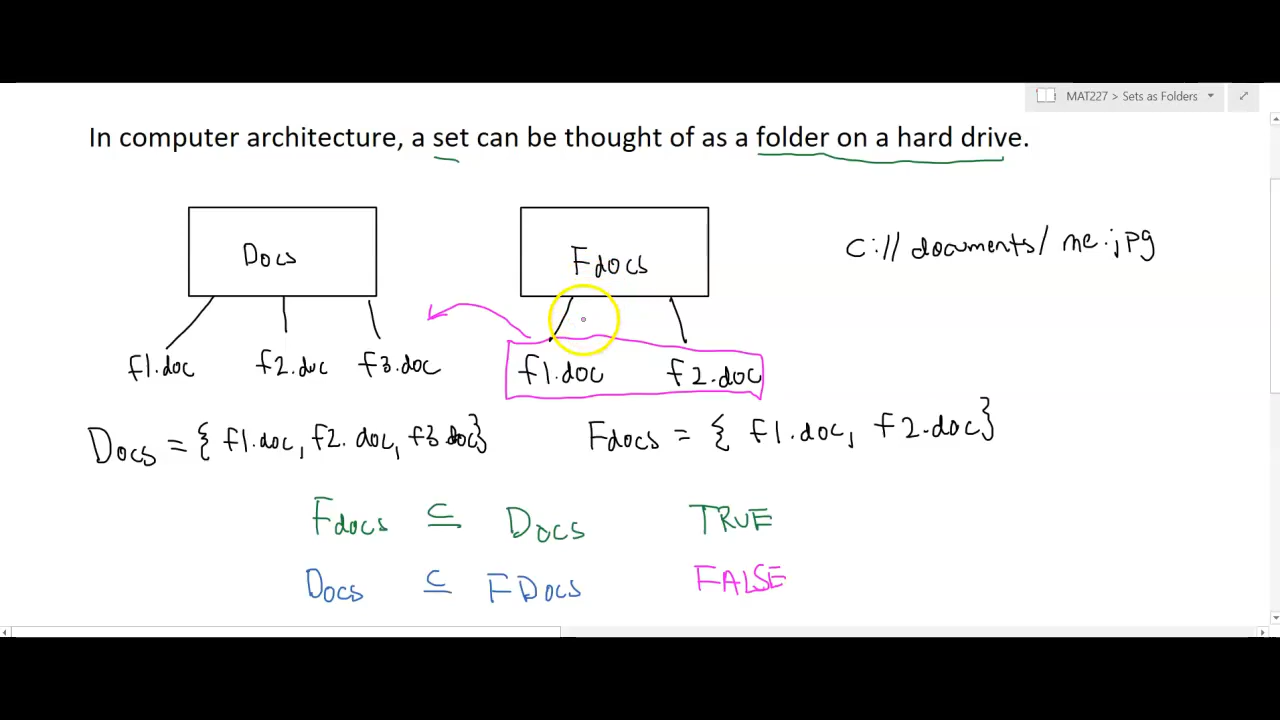 MAT227 > Sets as Folders
In computer architecture, a set can be thought of as a folder on a hard drive.
Docs
Fdocs
C:// documents/ me.jpg
f1.doc f2.doc f3.doc
f1.doc f2.doc
Docs = { f1.doc, f2.doc, f3.doc}
Fdocs = { f1.doc, f2.doc}
Fdocs ⊆ Docs TRUE
Docs ⊆ FDocs FALSE